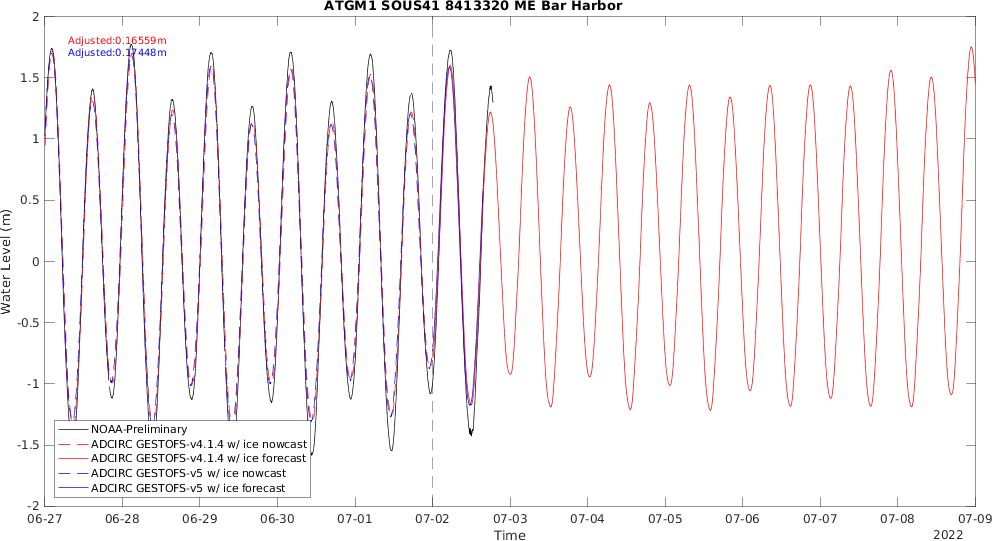 ATGM1 SOUS41 8413320 ME Bar Harbor
Adjusted:0.16559m
Adjusted:0.17448m
Water Level (m)
2
1.5
1
0.5
0
-0.5
-1
-1.5
-2
NOAA-Preliminary
ADCIRC GESTOFS-v4.1.4 w/ ice nowcast
ADCIRC GESTOFS-v4.1.4 w/ ice forecast
ADCIRC GESTOFS-v5 w/ ice nowcast
ADCIRC GESTOFS-v5 w/ ice forecast
06-27 06-28 06-29 06-30 07-01 07-02 07-03 07-04 07-05 07-06 07-07 07-08 07-09
Time
2022